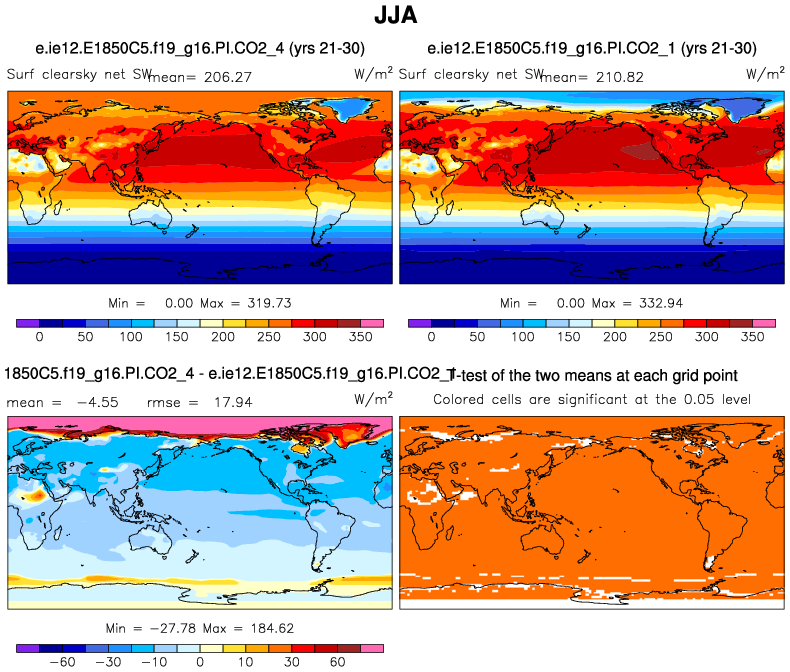 JJA
e.ie12.E1850C5.f19_g16.PI.CO2_4 (yrs 21-30)
e.ie12.E1850C5.f19_g16.PI.CO2_1 (yrs 21-30)
Surf clearsky net SW mean= 206.27 W/m²
Surf clearsky net SW mean= 210.82 W/m²
Min = 0.00 Max = 319.73
Min = 0.00 Max = 332.94
0 50 100 150 200 250 300 350
0 50 100 150 200 250 300 350
1850C5.f19_g16.PI.CO2_4 - e.ie12.E1850C5.f19_g16.PI.CO2_1
T-test of the two means at each grid point
mean = −4.55 rmse = 17.94 W/m²
Colored cells are significant at the 0.05 level
Min = −27.78 Max = 184.62
−60 −30 −10 0 10 30 60